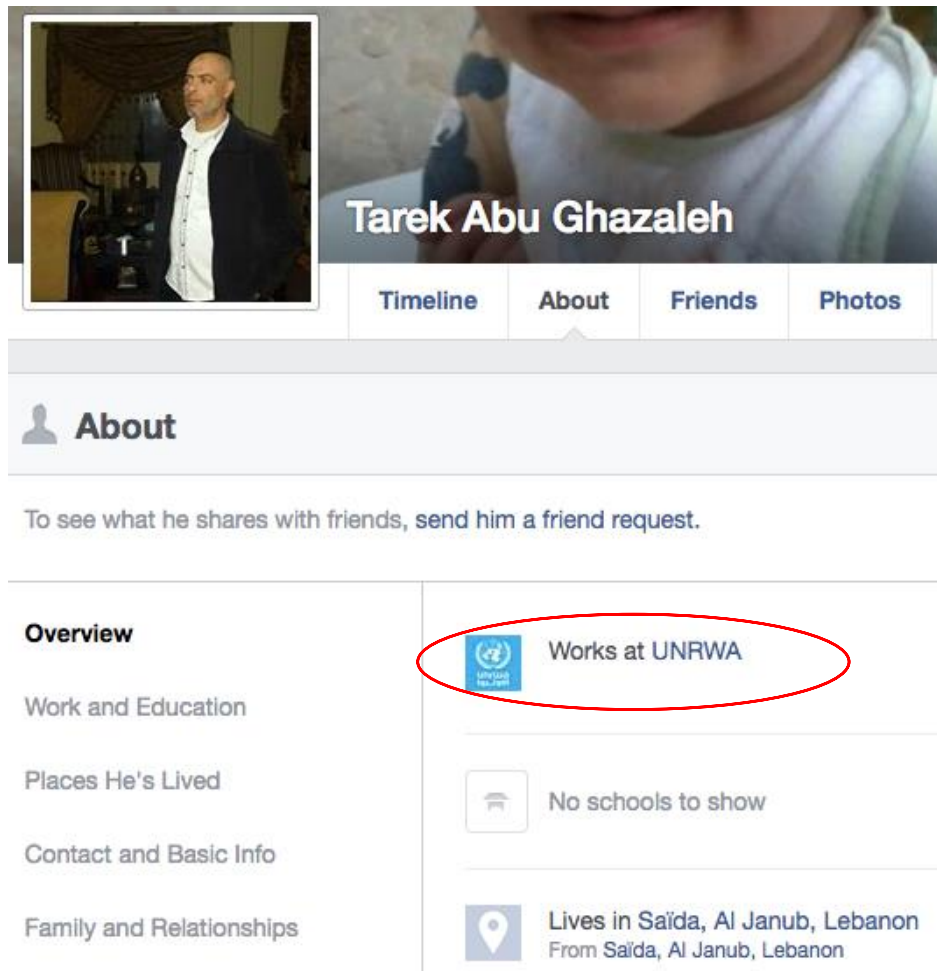 Tarek Abu Ghazaleh
Timeline About Friends Photos
About
To see what he shares with friends, send him a friend request.
Overview
Work and Education
Places He's Lived
Contact and Basic Info
Family and Relationships
Works at UNRWA
No schools to show
Lives in Saïda, Al Janub, Lebanon
From Saïda, Al Janub, Lebanon